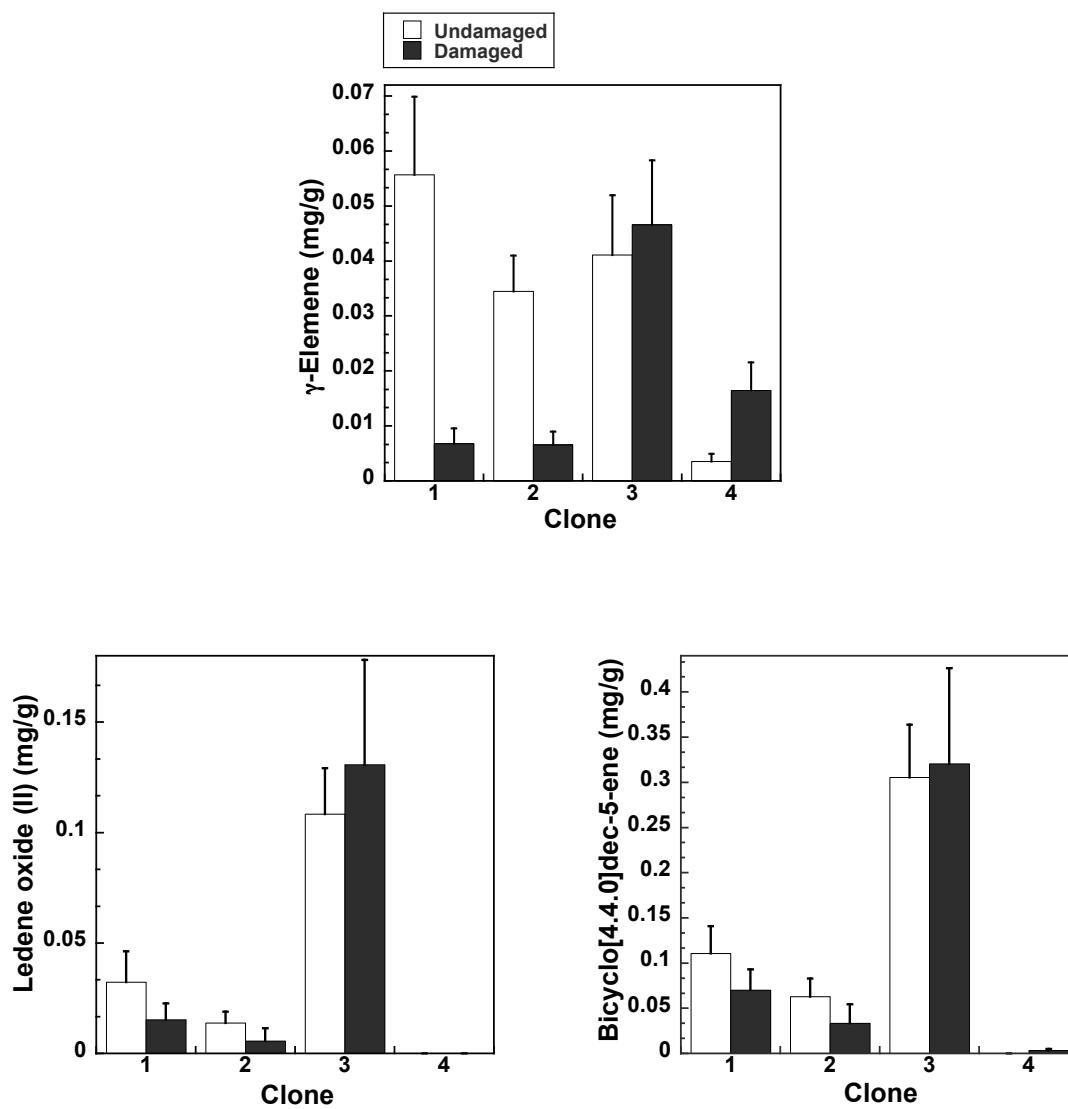 Undamaged
Damaged
γ-Elemene (mg/g)
0.07
0.06
0.05
0.04
0.03
0.02
0.01
0
1 2 3 4
Clone
Ledene oxide (II) (mg/g)
0.15
0.1
0.05
0
1 2 3 4
Clone
Bicyclo[4.4.0]dec-5-ene (mg/g)
0.4
0.35
0.3
0.25
0.2
0.15
0.1
0.05
0
1 2 3 4
Clone